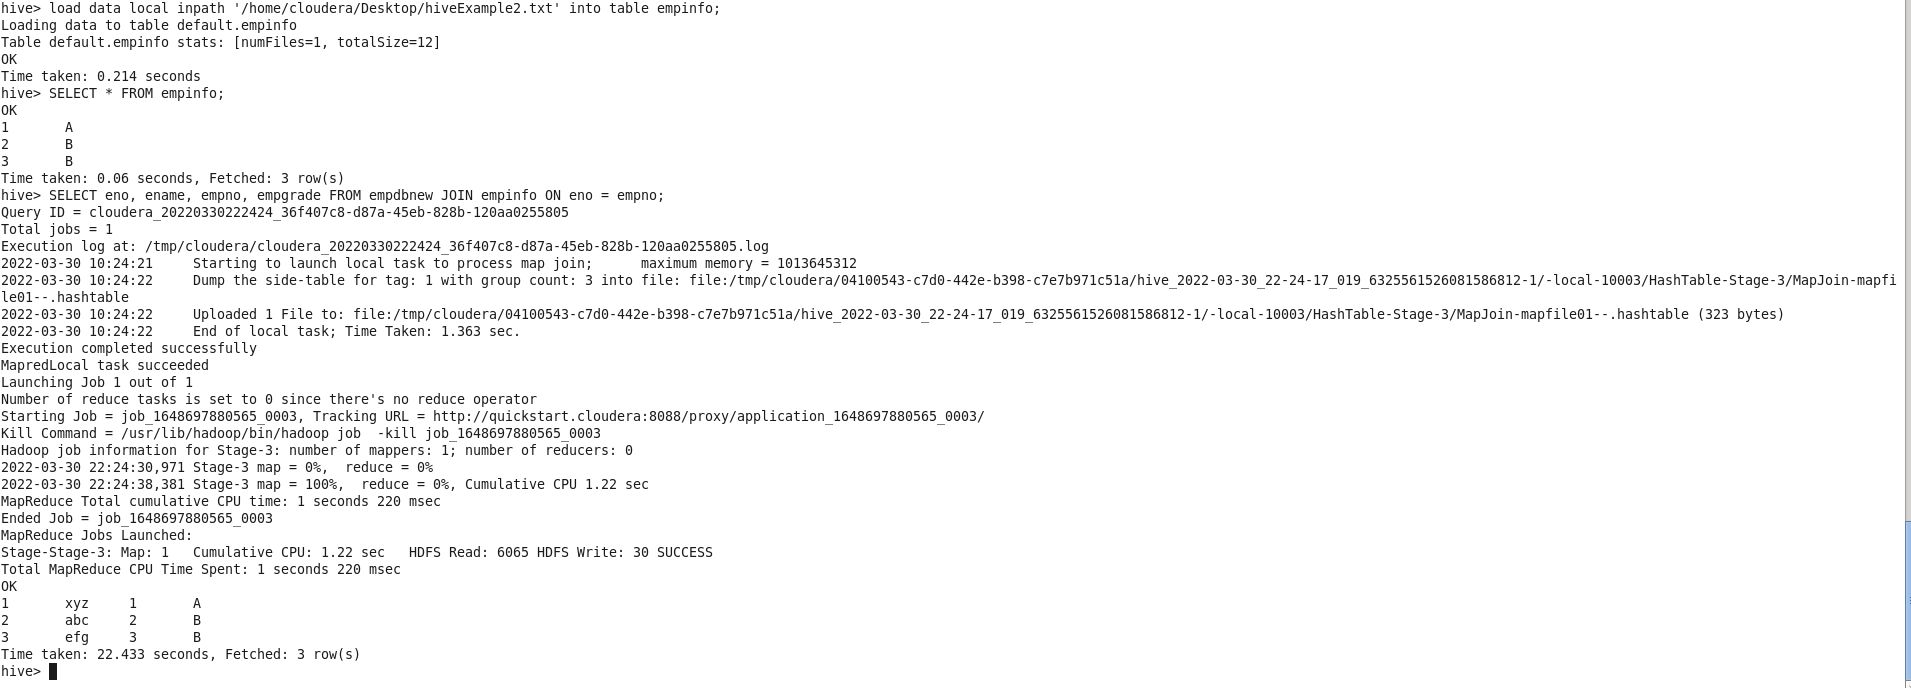 hive> load data local inpath '/home/cloudera/Desktop/hiveExample2.txt' into table empinfo;
Loading data to table default.empinfo
Table default.empinfo stats: [numFiles=1, totalSize=12]
OK
Time taken: 0.214 seconds
hive> SELECT * FROM empinfo;
OK
1       A
2       B
3       B
Time taken: 0.06 seconds, Fetched: 3 row(s)
hive> SELECT eno, ename, empno, empgrade FROM empdbnew JOIN empinfo ON eno = empno;
Query ID = cloudera_20220330222424_36f407c8-d87a-45eb-828b-120aa0255805
Total jobs = 1
Execution log at: /tmp/cloudera/cloudera_20220330222424_36f407c8-d87a-45eb-828b-120aa0255805.log
2022-03-30 10:24:21     Starting to launch local task to process map join;      maximum memory = 1013645312
2022-03-30 10:24:22     Dump the side-table for tag: 1 with group count: 3 into file: file:/tmp/cloudera/04100543-c7d0-442e-b398-c7e7b971c51a/hive_2022-03-30_22-24-17_019_6325561526081586812-1/-local-10003/HashTable-Stage-3/MapJoin-mapfi
le01--.hashtable
2022-03-30 10:24:22     Uploaded 1 File to: file:/tmp/cloudera/04100543-c7d0-442e-b398-c7e7b971c51a/hive_2022-03-30_22-24-17_019_6325561526081586812-1/-local-10003/HashTable-Stage-3/MapJoin-mapfile01--.hashtable (323 bytes)
2022-03-30 10:24:22     End of local task; Time Taken: 1.363 sec.
Execution completed successfully
MapredLocal task succeeded
Launching Job 1 out of 1
Number of reduce tasks is set to 0 since there's no reduce operator
Starting Job = job_1648697880565_0003, Tracking URL = http://quickstart.cloudera:8088/proxy/application_1648697880565_0003/
Kill Command = /usr/lib/hadoop/bin/hadoop job  -kill job_1648697880565_0003
Hadoop job information for Stage-3: number of mappers: 1; number of reducers: 0
2022-03-30 22:24:30,971 Stage-3 map = 0%,  reduce = 0%
2022-03-30 22:24:38,381 Stage-3 map = 100%,  reduce = 0%, Cumulative CPU 1.22 sec
MapReduce Total cumulative CPU time: 1 seconds 220 msec
Ended Job = job_1648697880565_0003
MapReduce Jobs Launched:
Stage-Stage-3: Map: 1   Cumulative CPU: 1.22 sec   HDFS Read: 6065 HDFS Write: 30 SUCCESS
Total MapReduce CPU Time Spent: 1 seconds 220 msec
OK
1       xyz     1       A
2       abc     2       B
3       efg     3       B
Time taken: 22.433 seconds, Fetched: 3 row(s)
hive>